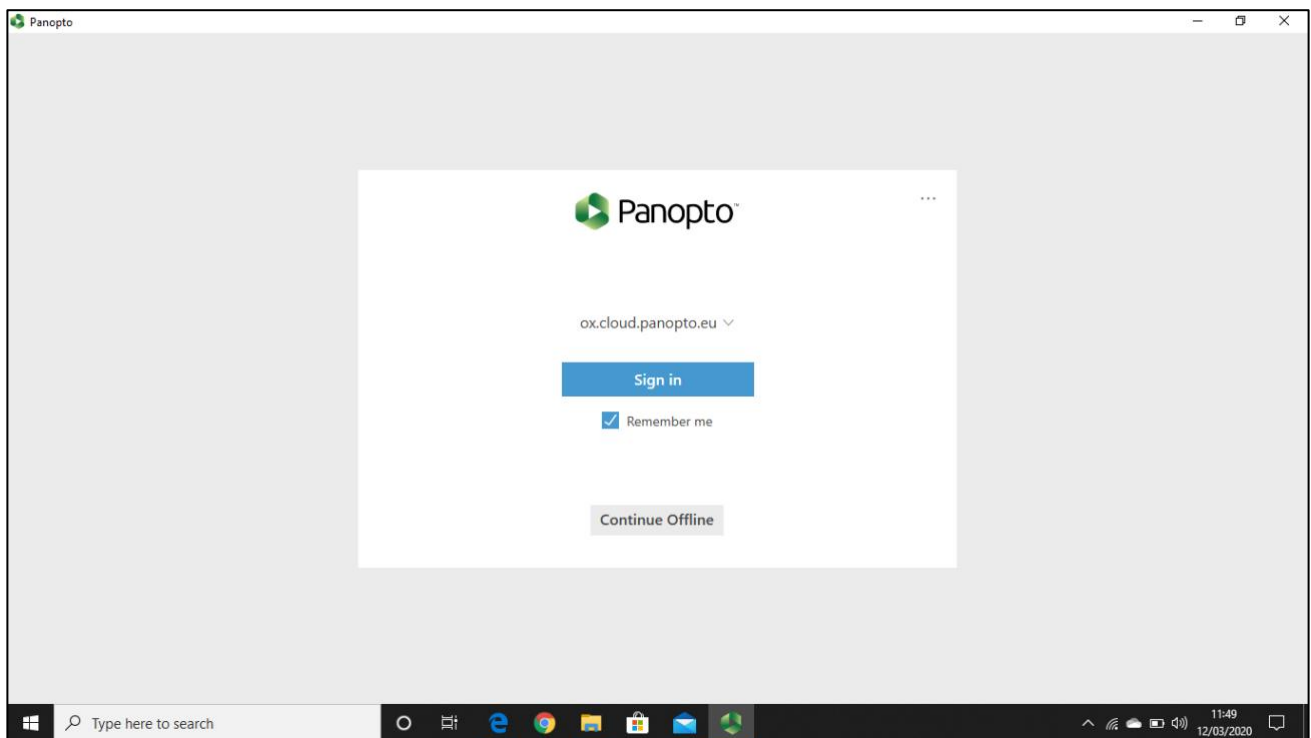 Panopto
Panopto™
...
ox.cloud.panopto.eu
Sign in
Remember me
Continue Offline
Type here to search
11:49
12/03/2020